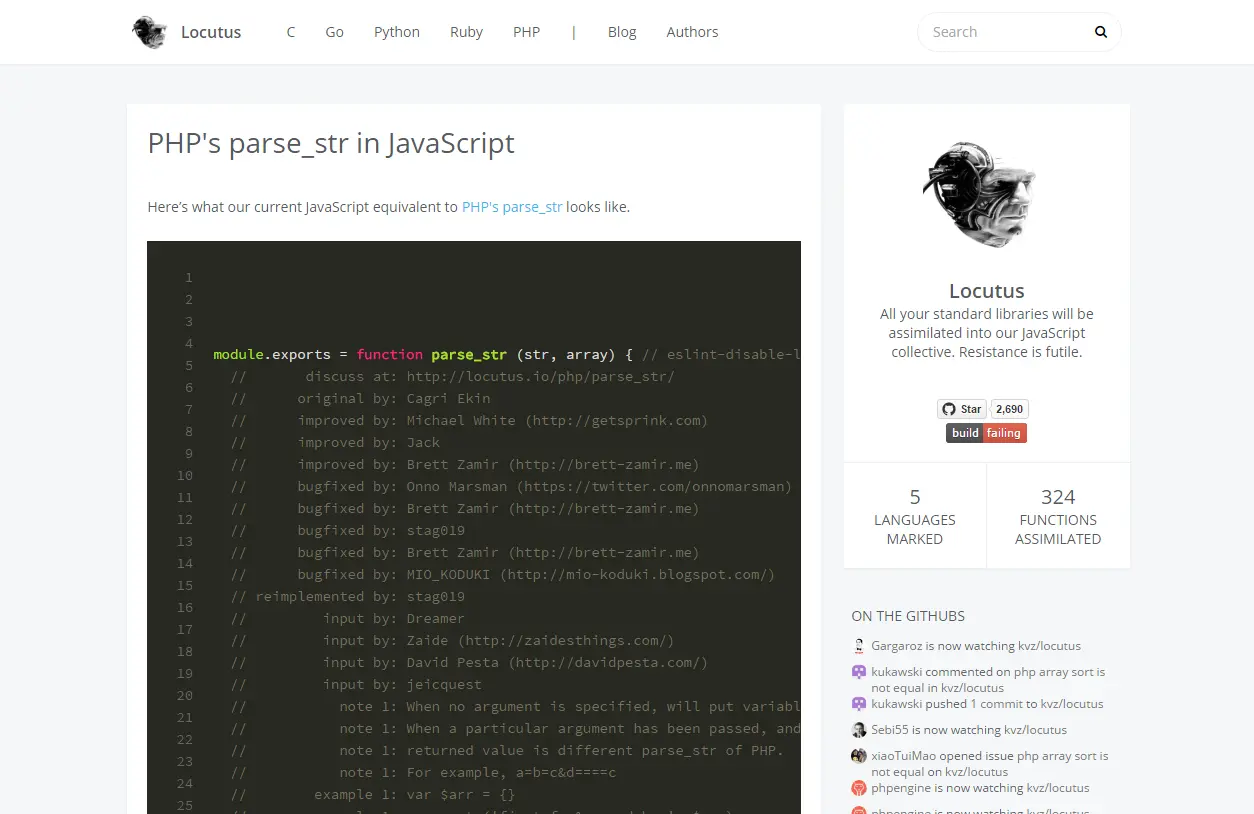 Locutus C Go Python Ruby PHP | Blog Authors Search
PHP's parse_str in JavaScript
Here’s what our current JavaScript equivalent to PHP's parse_str looks like.
1
2
3
4
5
6
7
8
9
10
11
12
13
14
15
16
17
18
19
20
21
22
23
24
25
module.exports = function parse_str (str, array) { // eslint-disable-l
// discuss at: http://locutus.io/php/parse_str/
// original by: Cagri Ekin
// improved by: Michael White (http://getsprink.com)
// improved by: Jack
// improved by: Brett Zamir (http://brett-zamir.me)
// bugfixed by: Onno Marsman (https://twitter.com/onnomarsman)
// bugfixed by: Brett Zamir (http://brett-zamir.me)
// bugfixed by: stag019
// bugfixed by: Brett Zamir (http://brett-zamir.me)
// bugfixed by: MIO_KODUKI (http://mio-koduki.blogspot.com/)
// reimplemented by: stag019
// input by: Dreamer
// input by: Zaide (http://zaidesthings.com/)
// input by: David Pesta (http://davidpesta.com/)
// input by: jeicquest
// note 1: When no argument is specified, will put variabl
// note 1: When a particular argument has been passed, and
// note 1: returned value is different parse_str of PHP.
// note 1: For example, a=b=c&d====c
// example 1: var $arr = {}
Locutus
All your standard libraries will be
assimilated into our JavaScript
collective. Resistance is futile.
Star 2,690
build failing
5
LANGUAGES
MARKED
324
FUNCTIONS
ASSIMILATED
ON THE GITHUBS
Gargaroz is now watching kvz/locutus
kukawski commented on php array sort is
not equal in kvz/locutus
kukawski pushed 1 commit to kvz/locutus
Sebi55 is now watching kvz/locutus
xiaoTuiMao opened issue php array sort is
not equal on kvz/locutus
phpengine is now watching kvz/locutus
phpengine is now watching kvz/locutus